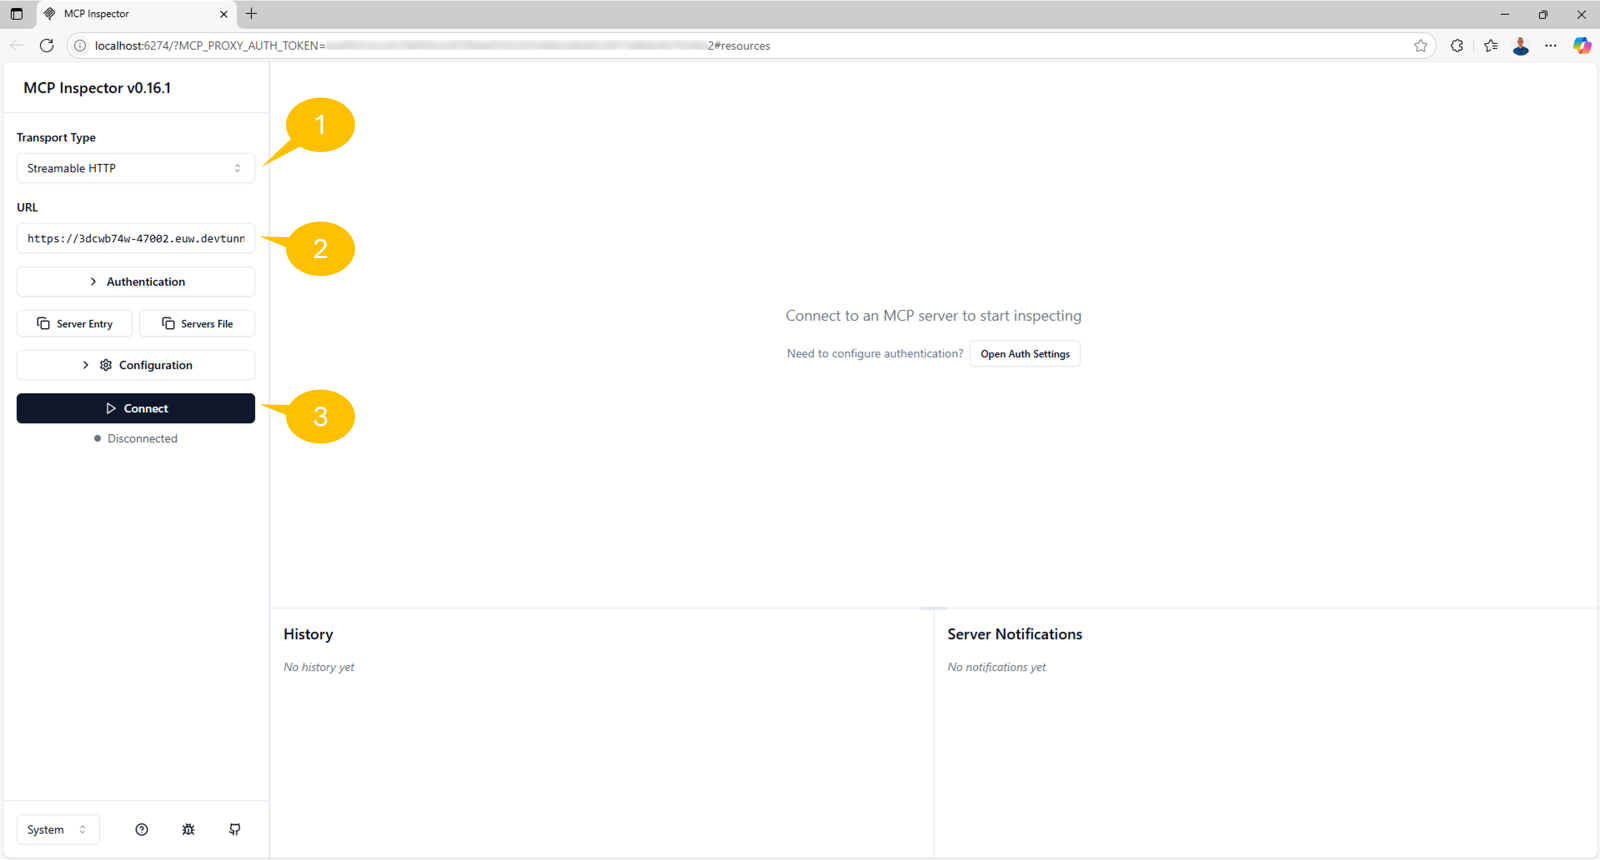 MCP Inspector
localhost:6274/?MCP_PROXY_AUTH_TOKEN=
2#resources
MCP Inspector v0.16.1
Transport Type
Streamable HTTP
1
URL
https://3dcwb74w-47002.euw.devtunn
2
Authentication
Server Entry
Servers File
Configuration
Connect
3
Disconnected
Connect to an MCP server to start inspecting
Need to configure authentication?
Open Auth Settings
History
No history yet
Server Notifications
No notifications yet
System